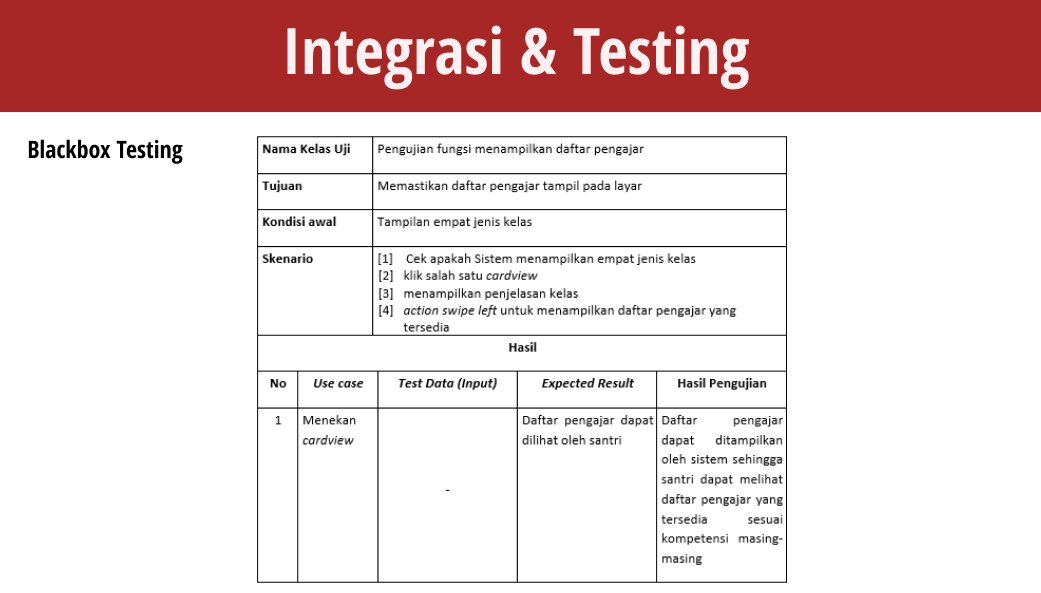 Integrasi & Testing
Blackbox Testing
Nama Kelas Uji Pengujian fungsi menampilkan daftar pengajar
Tujuan Memastikan daftar pengajar tampil pada layar
Kondisi awal Tampilan empat jenis kelas
Skenario [1] Cek apakah Sistem menampilkan empat jenis kelas
[2] klik salah satu cardview
[3] menampilkan penjelasan kelas
[4] action swipe left untuk menampilkan daftar pengajar yang
tersedia
Hasil
No Use case Test Data (Input) Expected Result Hasil Pengujian
1
Menekan
cardview
-
Daftar pengajar dapat
dilihat oleh santri
Daftar pengajar
dapat ditampilkan
oleh sistem sehingga
santri dapat melihat
daftar pengajar yang
tersedia sesuai
kompetensi masing-
masing